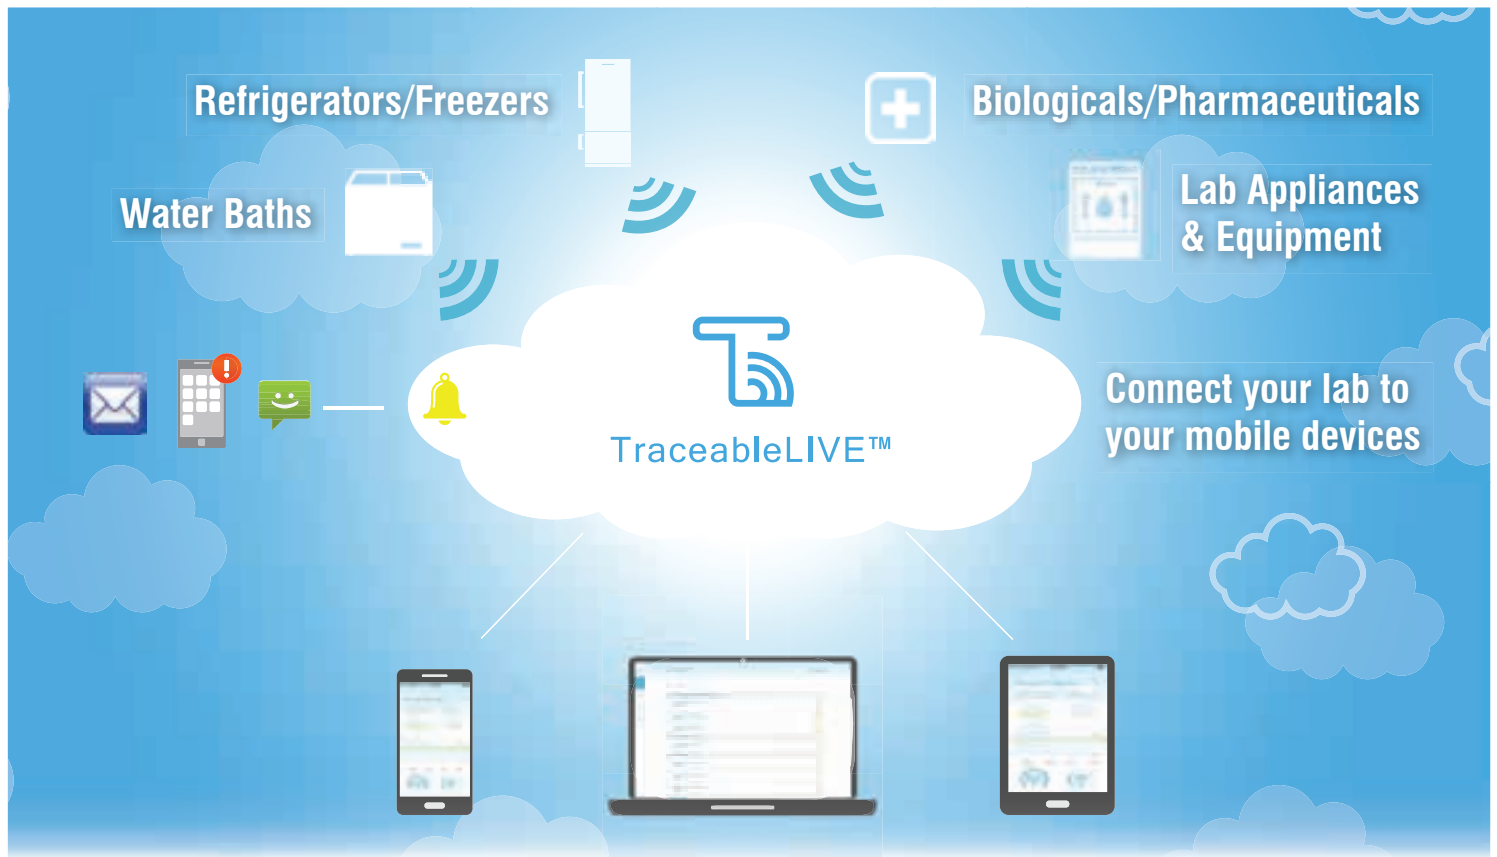 Refrigerators/Freezers
Biologicals/Pharmaceuticals
Water Baths
Lab Appliances
& Equipment
TraceableLIVE™
Connect your lab to
your mobile devices